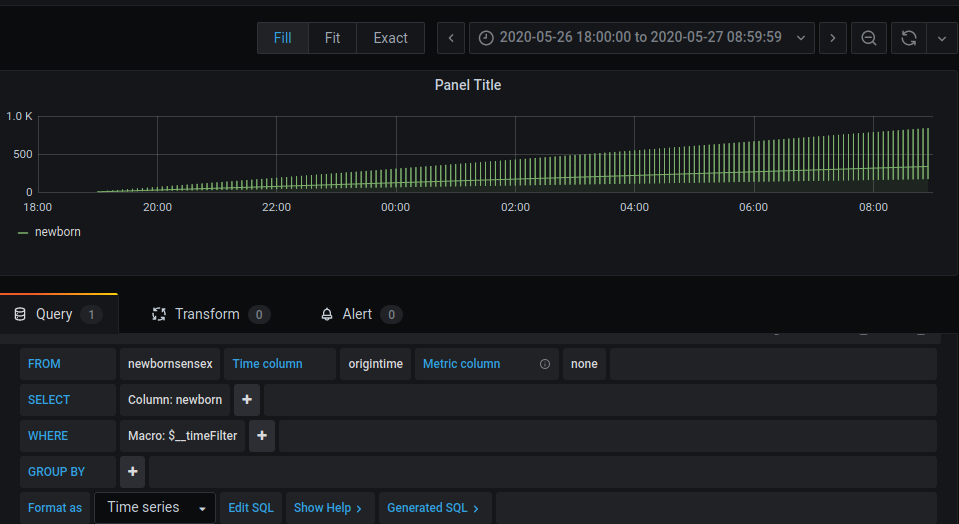 Fill Fit Exact 2020-05-26 18:00:00 to 2020-05-27 08:59:59
Panel Title
1.0 K
500
0
18:00 20:00 22:00 00:00 02:00 04:00 06:00 08:00
newborn
Query 1 Transform 0 Alert 0
FROM newbornsensex Time column origintime Metric column none
SELECT Column: newborn +
WHERE Macro: $__timeFilter +
GROUP BY +
Format as Time series Edit SQL Show Help > Generated SQL >